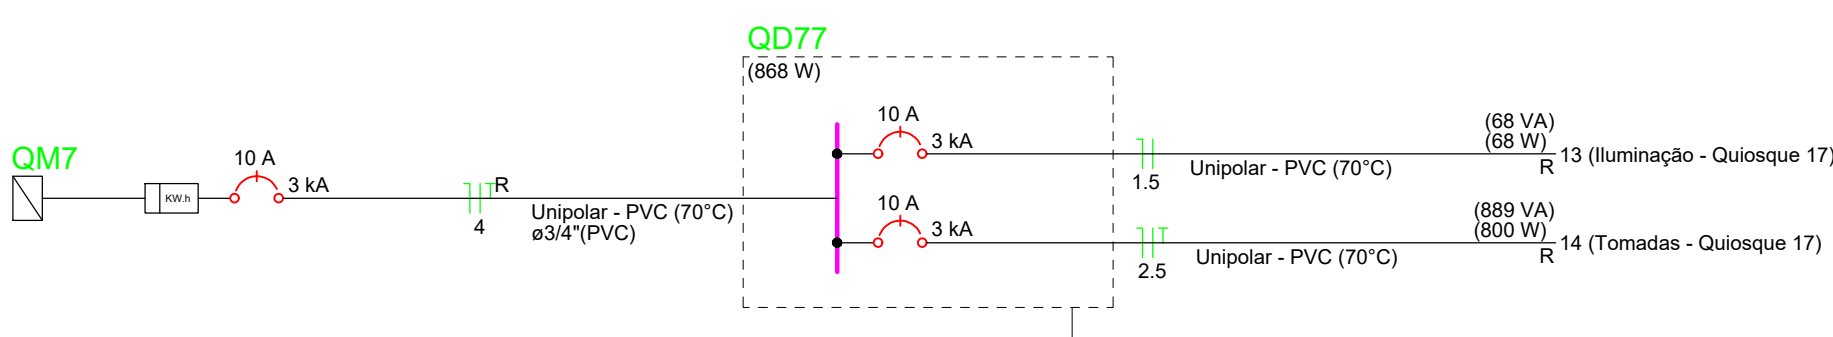 QM7
KW.h
10 A
3 kA
R
4
Unipolar - PVC (70°C)
ø3/4"(PVC)
QD77
(868 W)
10 A
3 kA
1.5
Unipolar - PVC (70°C)
(68 VA)
(68 W)
R
13 (Iluminação - Quiosque 17)
10 A
3 kA
2.5
Unipolar - PVC (70°C)
(889 VA)
(800 W)
R
14 (Tomadas - Quiosque 17)